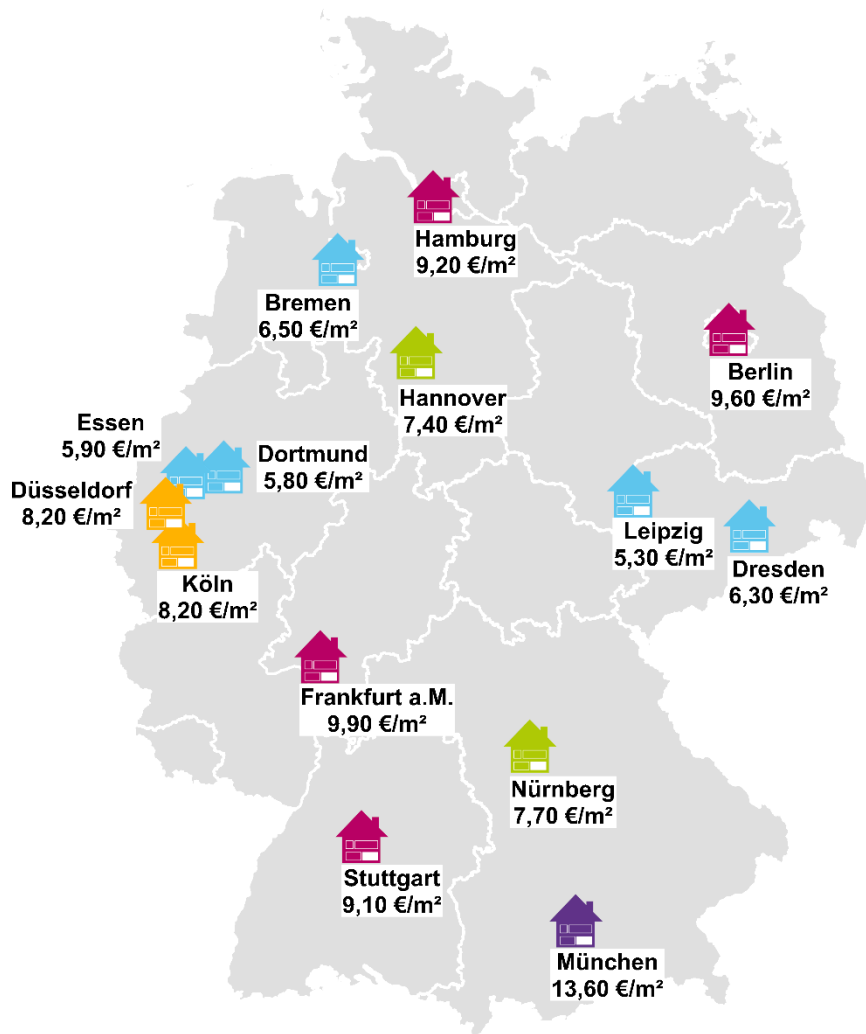 Hamburg
9,20 €/m²
Bremen
6,50 €/m²
Berlin
9,60 €/m²
Hannover
7,40 €/m²
Essen
5,90 €/m²
Dortmund
5,80 €/m²
Düsseldorf
8,20 €/m²
Leipzig
5,30 €/m²
Dresden
6,30 €/m²
Köln
8,20 €/m²
Frankfurt a.M.
9,90 €/m²
Nürnberg
7,70 €/m²
Stuttgart
9,10 €/m²
München
13,60 €/m²